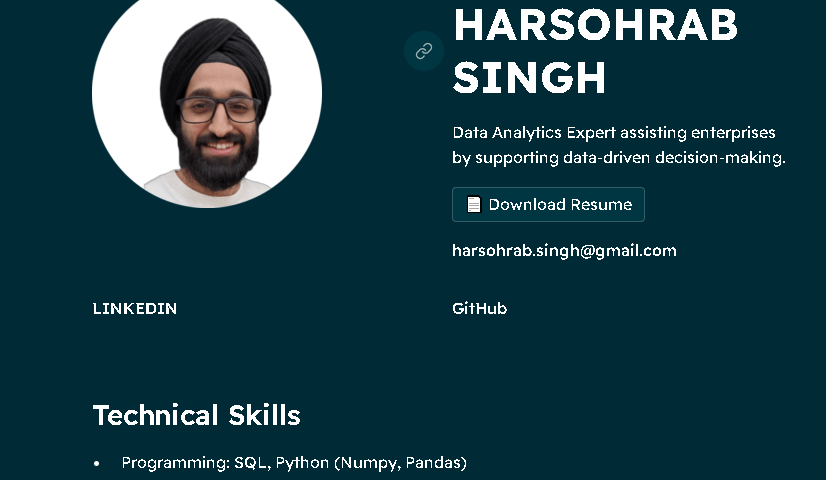 HARSOHRAB
SINGH
Data Analytics Expert assisting enterprises
by supporting data-driven decision-making.
Download Resume
harsohrab.singh@gmail.com
LINKEDIN
GitHub
Technical Skills
• Programming: SQL, Python (Numpy, Pandas)